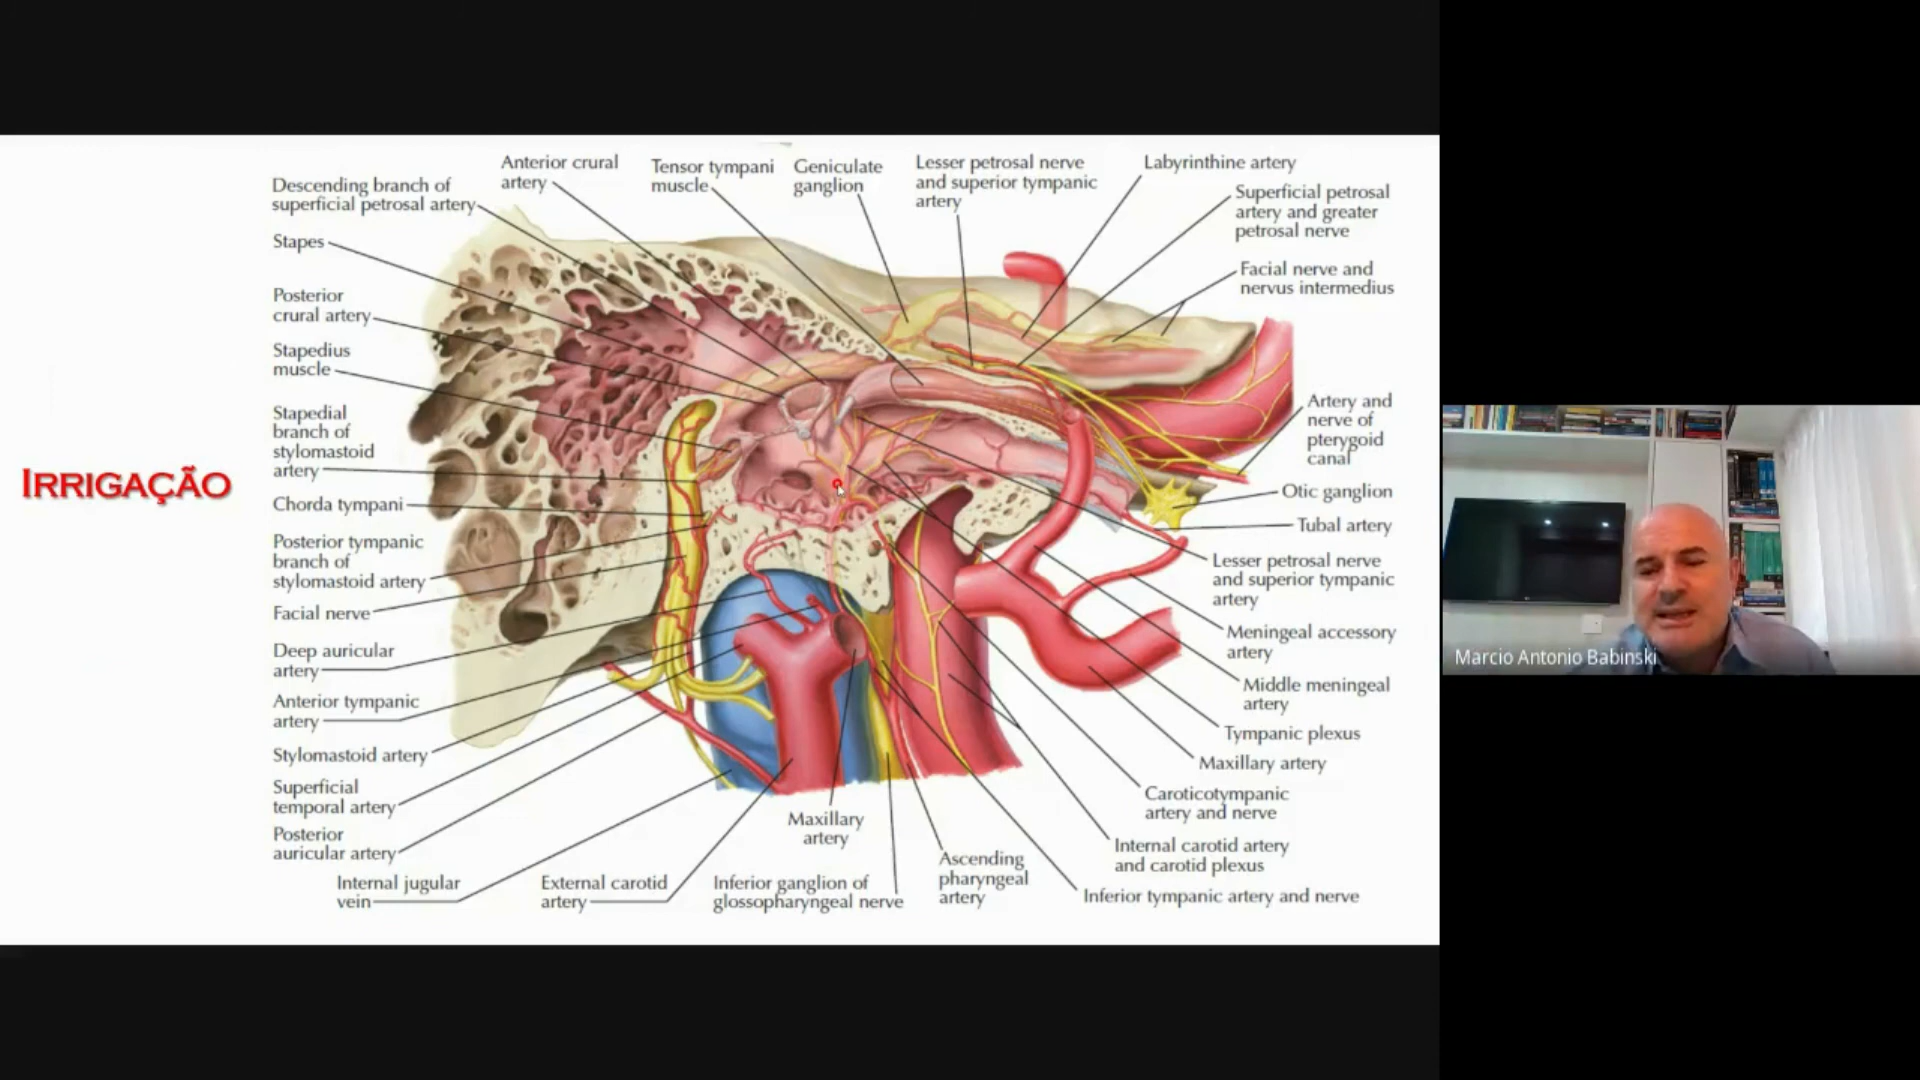 IRRIGAÇÃO
Descending branch of
superficial petrosal artery
Stapes
Posterior
crural artery
Stapedius
muscle
Stapedial
branch of
stylomastoid
artery
Chorda tympani
Posterior tympanic
branch of
stylomastoid artery
Facial nerve
Deep auricular
artery
Anterior tympanic
artery
Stylomastoid artery
Superficial
temporal artery
Posterior
auricular artery
Internal jugular
vein
Anterior crural
artery
Tensor tympani
muscle
Geniculate
ganglion
Lesser petrosal nerve
and superior tympanic
artery
Labyrinthine artery
Superficial petrosal
artery and greater
petrosal nerve
Facial nerve and
nervus intermedius
Artery and
nerve of
pterygoid
canal
Otic ganglion
Tubal artery
Lesser petrosal nerve
and superior tympanic
artery
Meningeal accessory
artery
Middle meningeal
artery
Tympanic plexus
Maxillary artery
Caroticotympanic
artery and nerve
Internal carotid artery
and carotid plexus
Inferior tympanic artery and nerve
External carotid
artery
Maxillary
artery
Inferior ganglion of
glossopharyngeal nerve
Ascending
pharyngeal
artery
Marcio Antonio Babinski